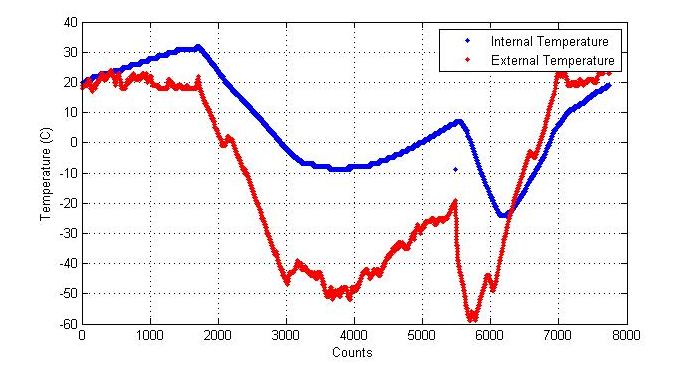 40
30
20
10
0
-10
-20
-30
-40
-50
-60
Temperature (C)
Internal Temperature
External Temperature
0 1000 2000 3000 4000 5000 6000 7000 8000
Counts